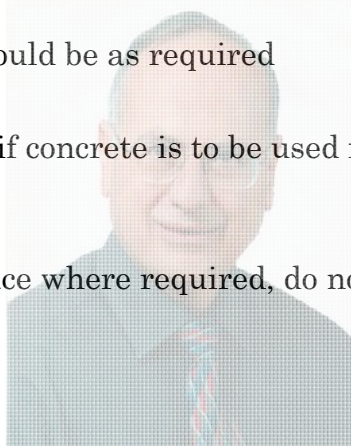 ould be as required
if concrete is to be used
ce where required, do no